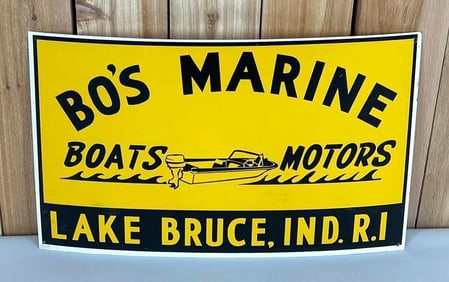 BO'S MARINE
BOATS MOTORS
LAKE BRUCE, IND. R.1